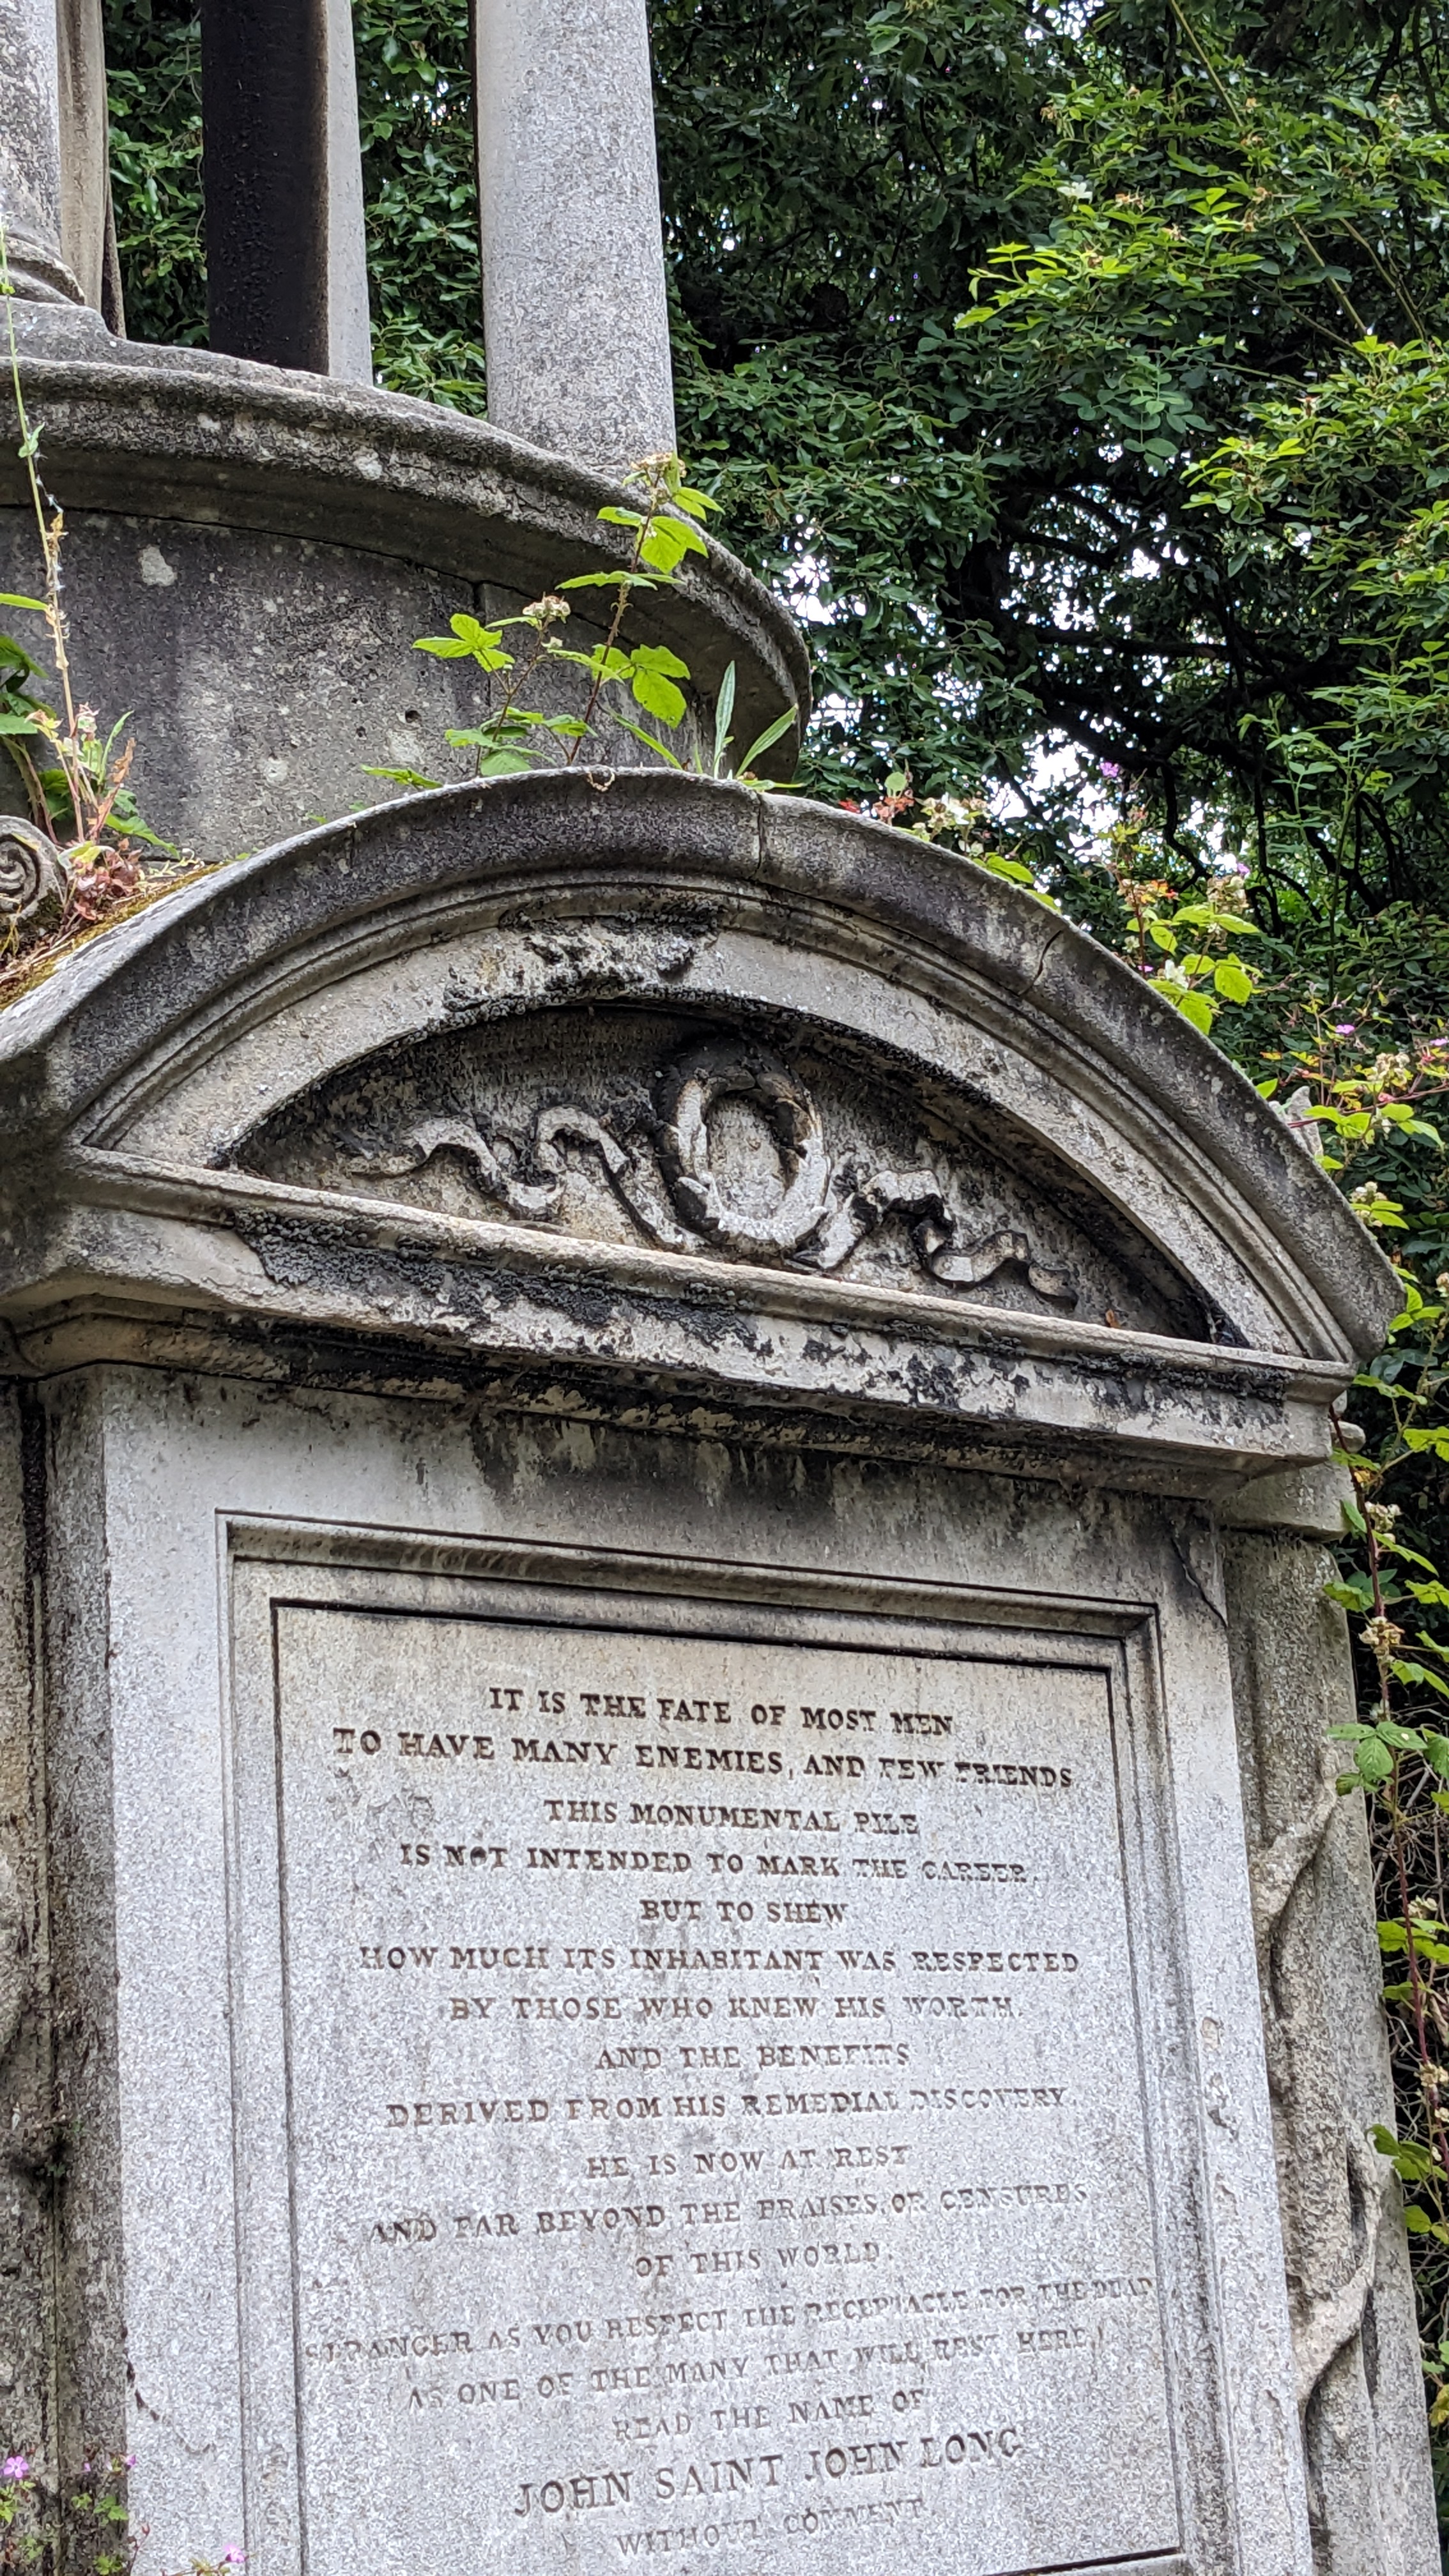 IT IS THE FATE OF MOST MEN
TO HAVE MANY ENEMIES, AND FEW FRIENDS
THIS MONUMENTAL PILE
IS NOT INTENDED TO MARK THE CAREER,
BUT TO SHEW
HOW MUCH ITS INHABITANT WAS RESPECTED
BY THOSE WHO KNEW HIS WORTH,
AND THE BENEFITS
DERIVED FROM HIS REMEDIAL DISCOVERY.
HE IS NOW AT REST
AND FAR BEYOND THE PRAISES, OR CENSURES
OF THIS WORLD.
STRANGER AS YOU RESPECT THE RECEPTACLE FOR THE DEAD
AS ONE OF THE MANY THAT WILL REST HERE,
READ THE NAME OF
JOHN SAINT JOHN LONG
WITHOUT COMMENT.